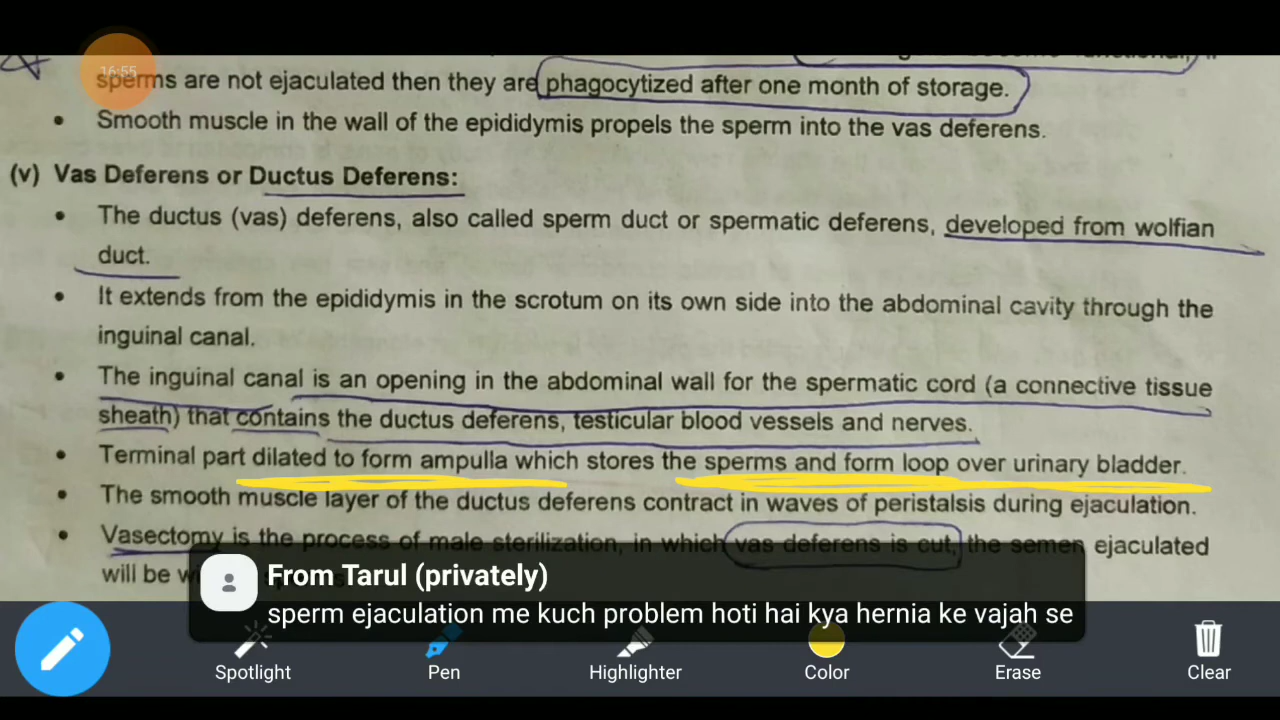 16:55
sperms are not ejaculated then they are phagocytized after one month of storage.
• Smooth muscle in the wall of the epididymis propels the sperm into the vas deferens.
(v) Vas Deferens or Ductus Deferens:
• The ductus (vas) deferens, also called sperm duct or spermatic deferens, developed from wolfian
duct.
• It extends from the epididymis in the scrotum on its own side into the abdominal cavity through the
inguinal canal.
• The inguinal canal is an opening in the abdominal wall for the spermatic cord (a connective tissue
sheath) that contains the ductus deferens, testicular blood vessels and nerves.
• Terminal part dilated to form ampulla which stores the sperms and form loop over urinary bladder.
• The smooth muscle layer of the ductus deferens contract in waves of peristalsis during ejaculation.
• Vasectomy is the process of male sterilization, in which vas deferens is cut, the semen ejaculated
will be
From Tarul (privately)
sperm ejaculation me kuch problem hoti hai kya hernia ke vajah se
Spotlight Pen Highlighter Color Erase Clear